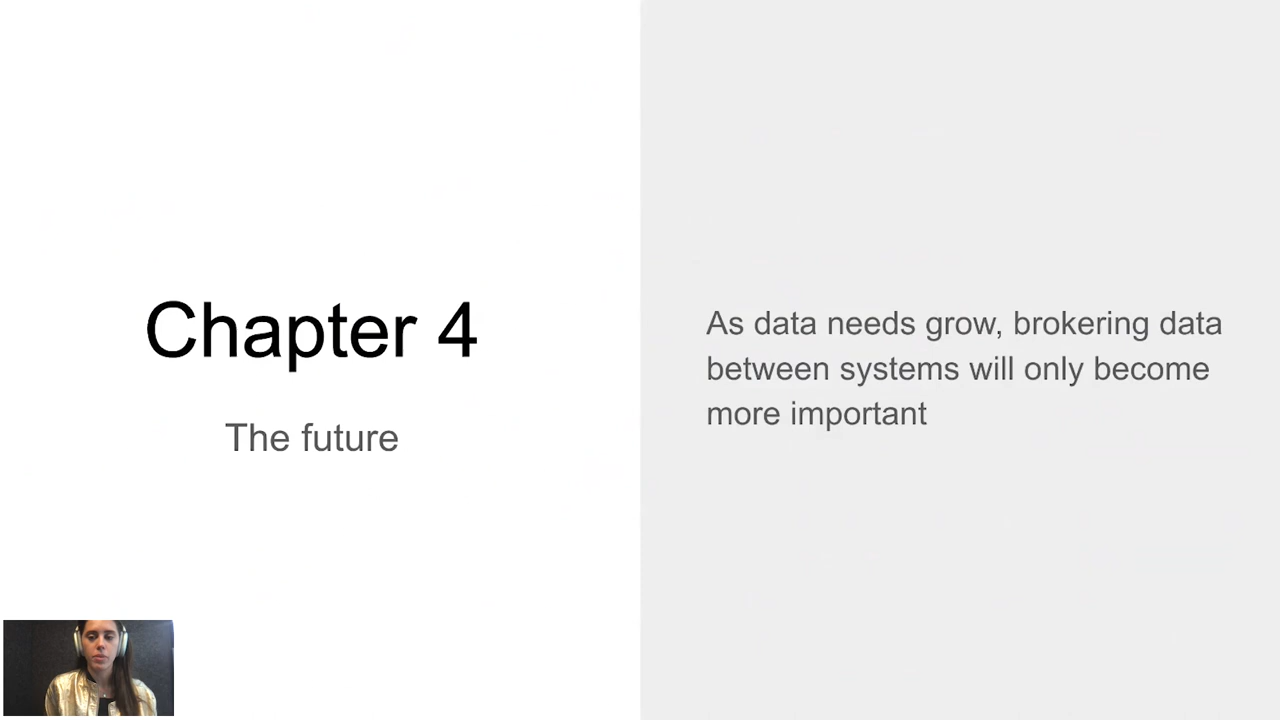 Chapter 4
The future
As data needs grow, brokering data
between systems will only become
more important